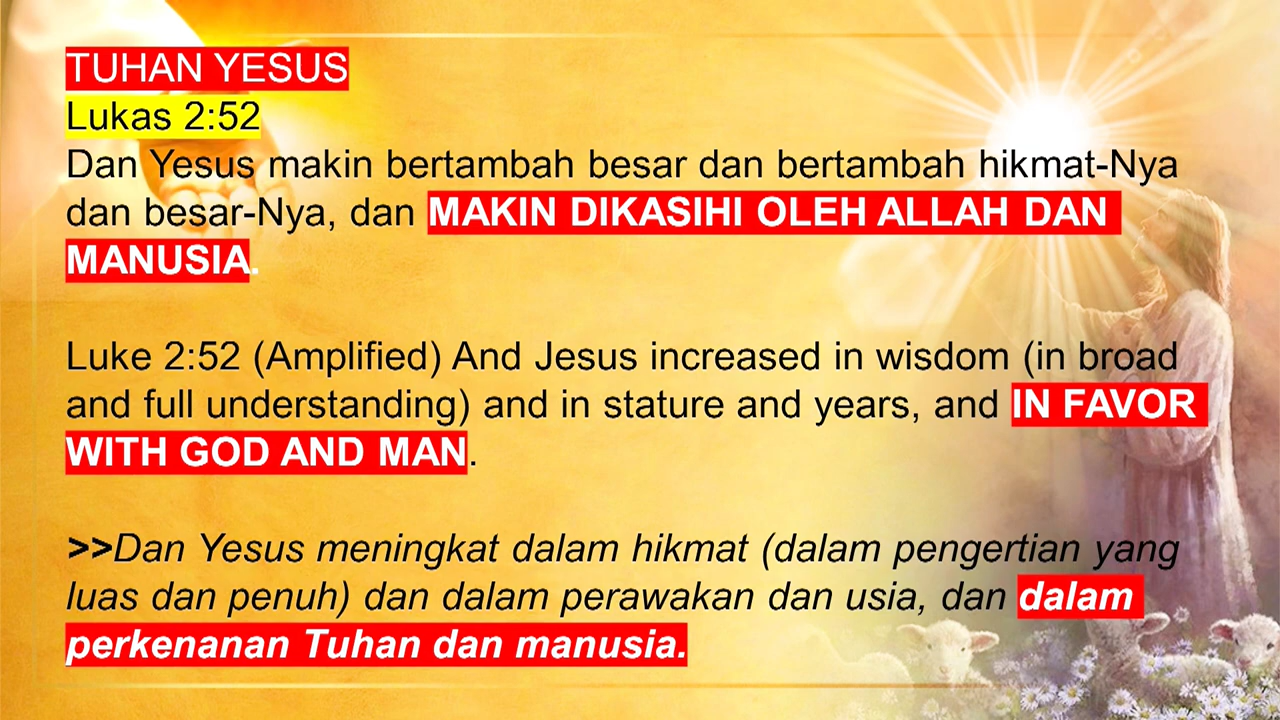 TUHAN YESUS
Lukas 2:52
Dan Yesus makin bertambah besar dan bertambah hikmat-Nya
dan besar-Nya, dan MAKIN DIKASIHI OLEH ALLAH DAN
MANUSIA.
Luke 2:52 (Amplified) And Jesus increased in wisdom (in broad
and full understanding) and in stature and years, and IN FAVOR
WITH GOD AND MAN.
>>Dan Yesus meningkat dalam hikmat (dalam pengertian yang
luas dan penuh) dan dalam perawakan dan usia, dan dalam
perkenanan Tuhan dan manusia.